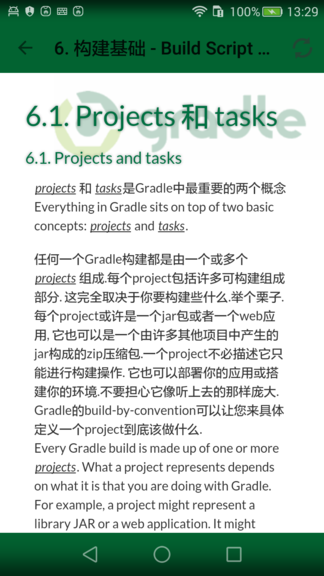 100% 13:29
6. 构建基础 - Build Script ...
gradle
6.1. Projects 和 tasks
6.1. Projects and tasks
projects 和 tasks是Gradle中最重要的两个概念
Everything in Gradle sits on top of two basic
concepts: projects and tasks.
任何一个Gradle构建都是由一个或多个
projects 组成.每个project包括许多可构建组成
部分. 这完全取决于你要构建些什么.举个栗子.
每个project或许是一个jar包或者一个web应
用, 它也可以是一个由许多其他项目中产生的
jar构成的zip压缩包.一个project不必描述它只
能进行构建操作. 它也可以部署你的应用或搭
建你的环境.不要担心它像听上去的那样庞大.
Gradle的build-by-convention可以让您来具体
定义一个project到底该做什么.
Every Gradle build is made up of one or more
projects. What a project represents depends
on what it is that you are doing with Gradle.
For example, a project might represent a
library JAR or a web application. It might